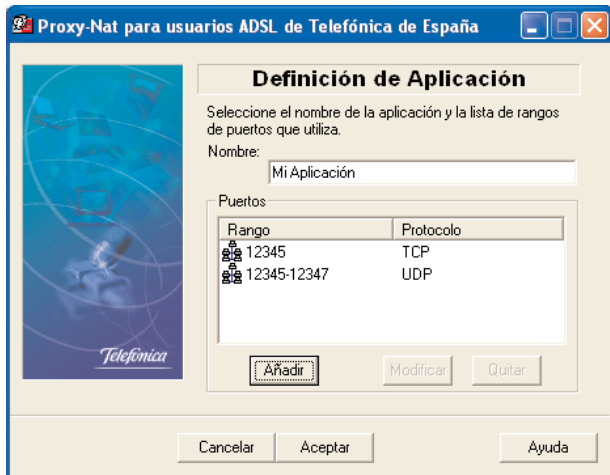 Proxy-Nat para usuarios ADSL de Telefónica de España
Definición de Aplicación
Seleccione el nombre de la aplicación y la lista de rangos
de puertos que utiliza.
Nombre:
Mi Aplicación
Puertos
Rango Protocolo
12345 TCP
12345-12347 UDP
Telefónica
Añadir Modificar Quitar
Cancelar Aceptar Ayuda